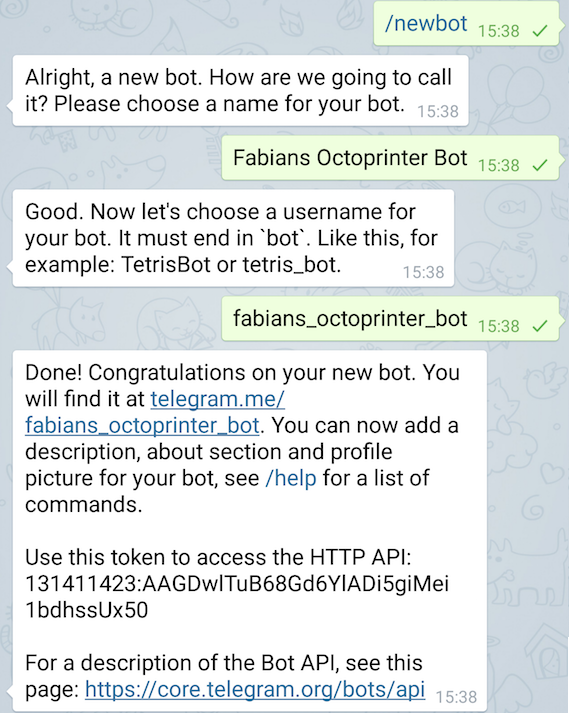 /newbot 15:38
Alright, a new bot. How are we going to call
it? Please choose a name for your bot. 15:38
Fabians Octoprinter Bot 15:38
Good. Now let's choose a username for
your bot. It must end in `bot`. Like this, for
example: TetrisBot or tetris_bot. 15:38
fabians_octoprinter_bot 15:38
Done! Congratulations on your new bot. You
will find it at telegram.me/
fabians_octoprinter_bot. You can now add a
description, about section and profile
picture for your bot, see /help for a list of
commands.
Use this token to access the HTTP API:
131411423:AAGDwlTuB68Gd6YlADi5giMei
1bdhssUx50
For a description of the Bot API, see this
page: https://core.telegram.org/bots/api 15:38